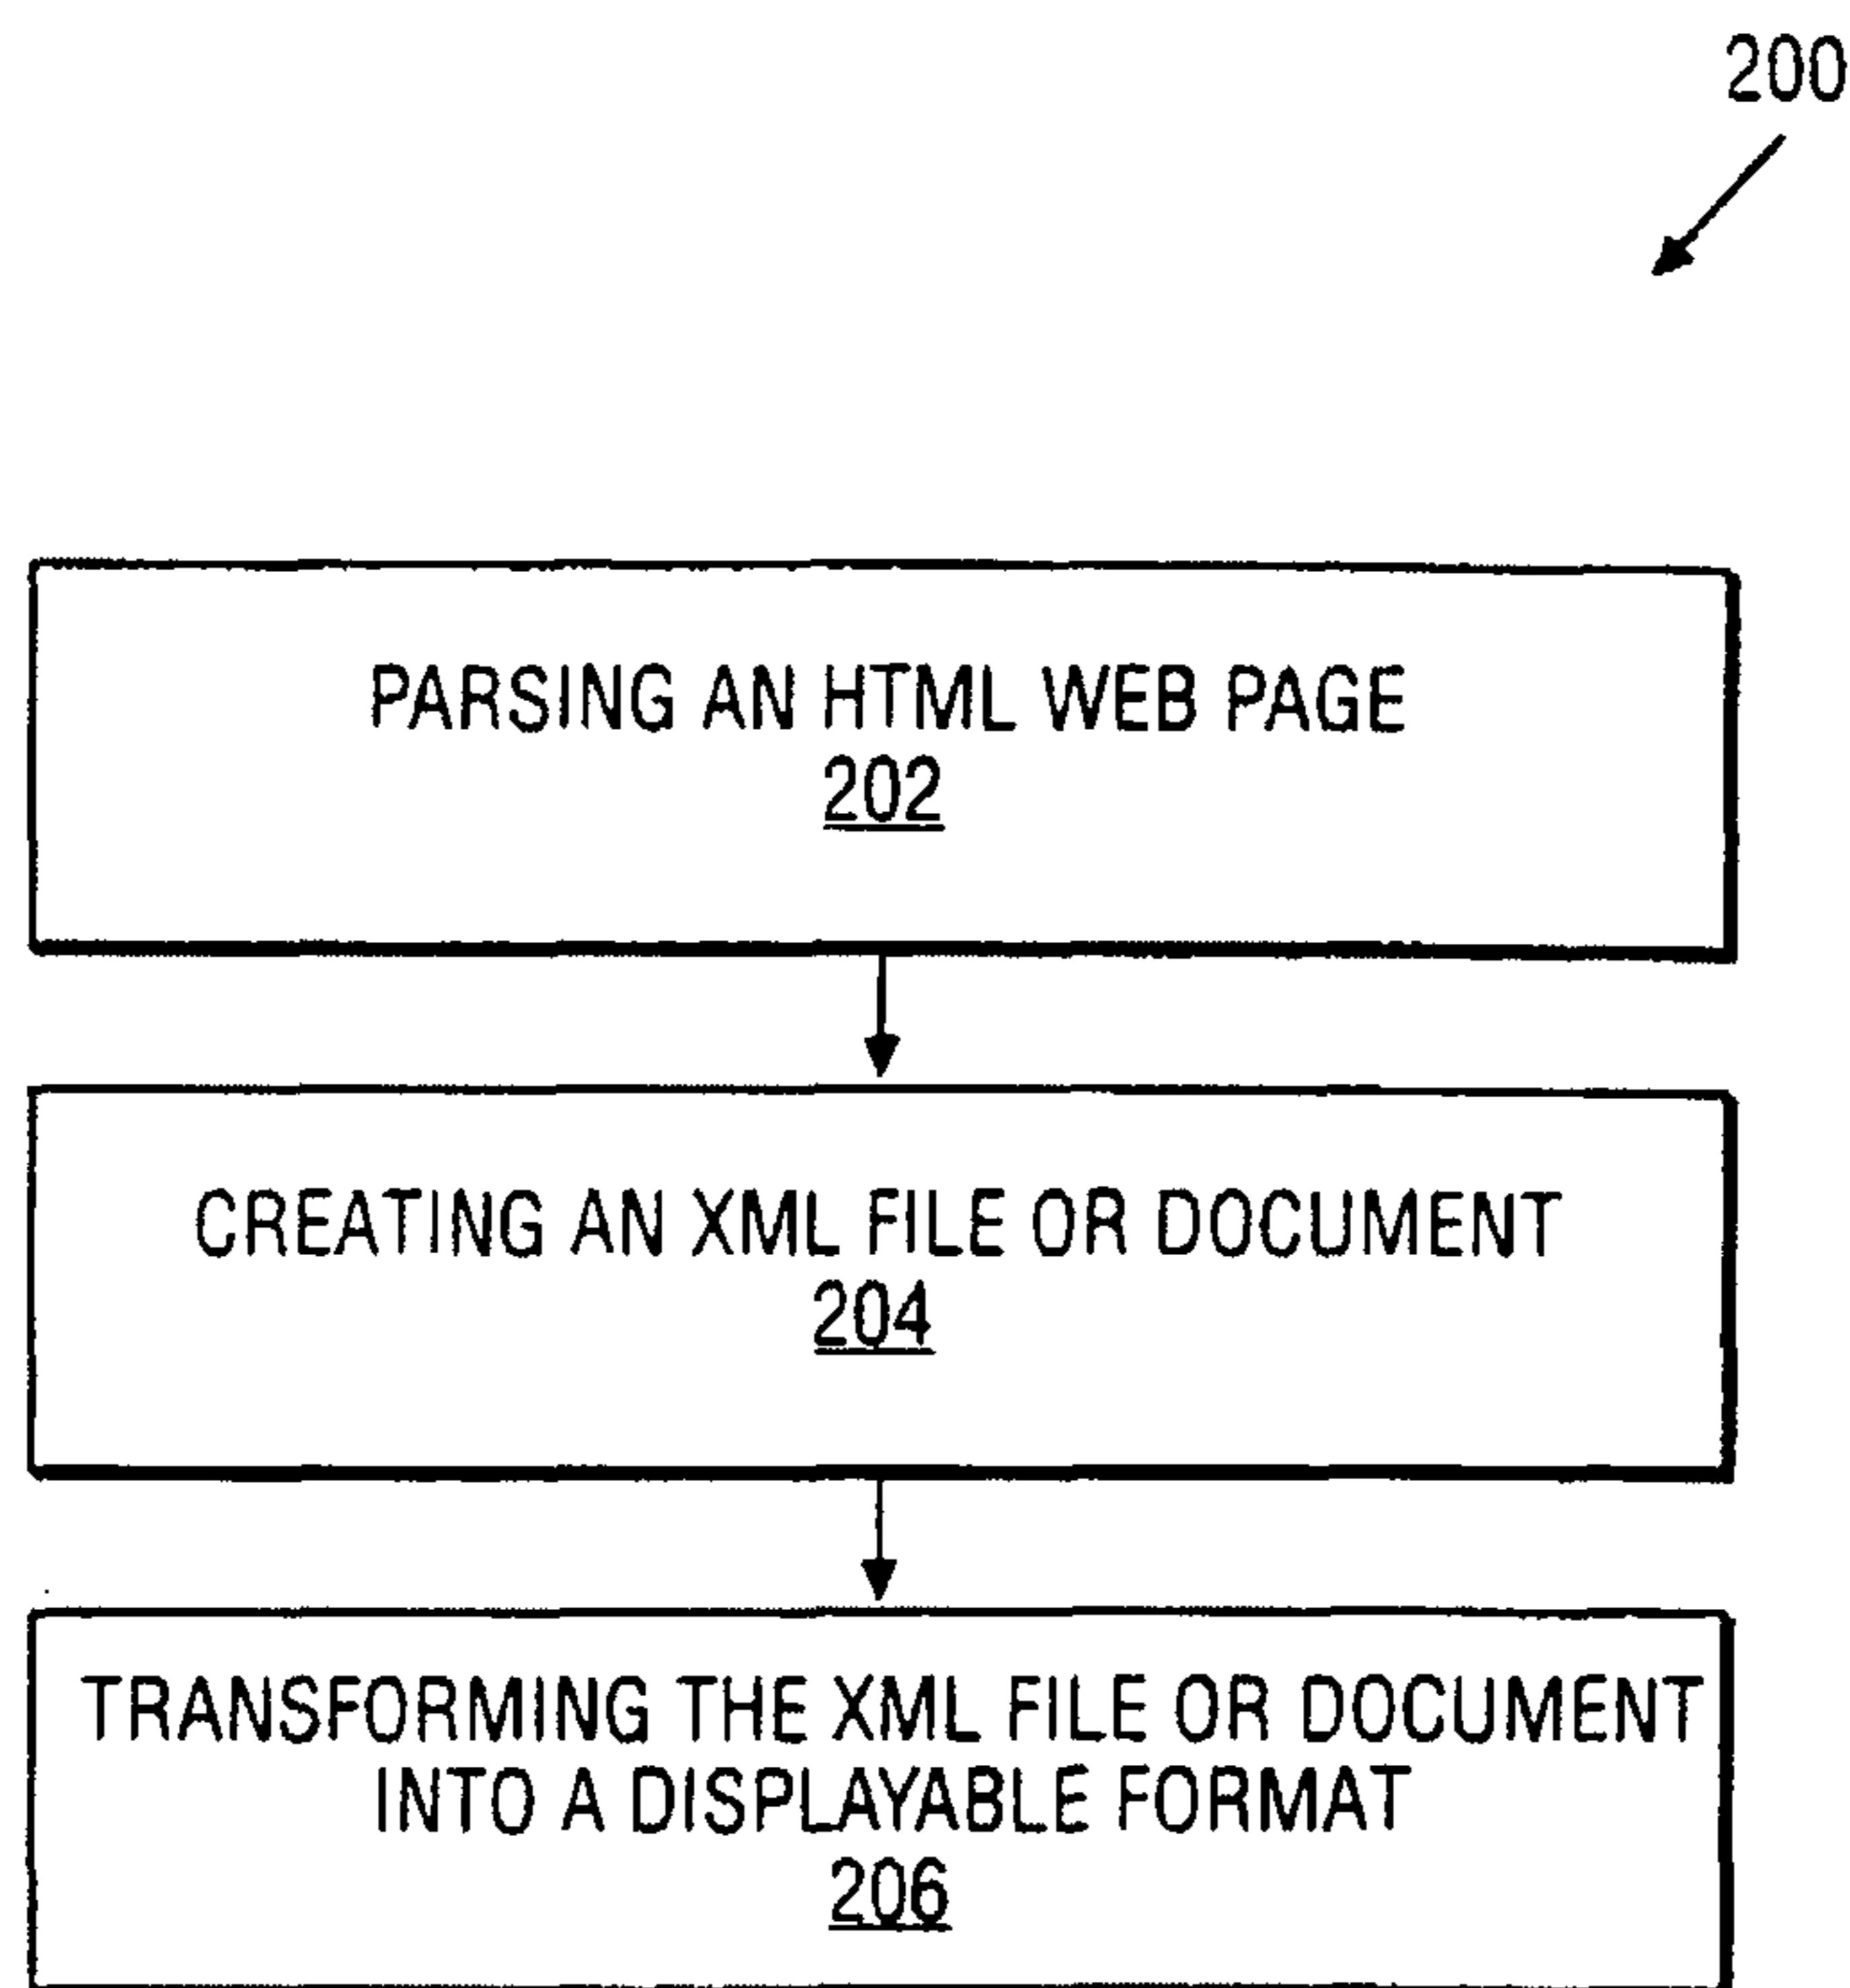 200
PARSING AN HTML WEB PAGE
202
CREATING AN XML FILE OR DOCUMENT
204
TRANSFORMING THE XML FILE OR DOCUMENT
INTO A DISPLAYABLE FORMAT
206